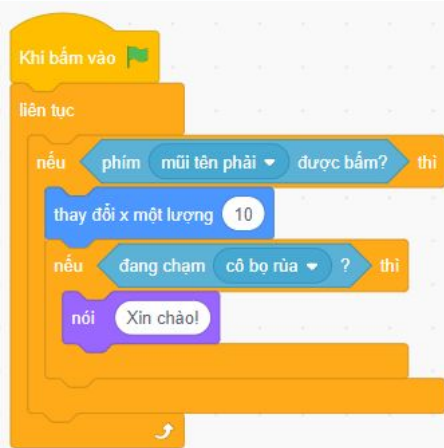 Khi bấm vào
liên tục
nếu phím mũi tên phải được bấm? thì
thay đổi x một lượng 10
nếu đang chạm cô bọ rùa ? thì
nói Xin chào!